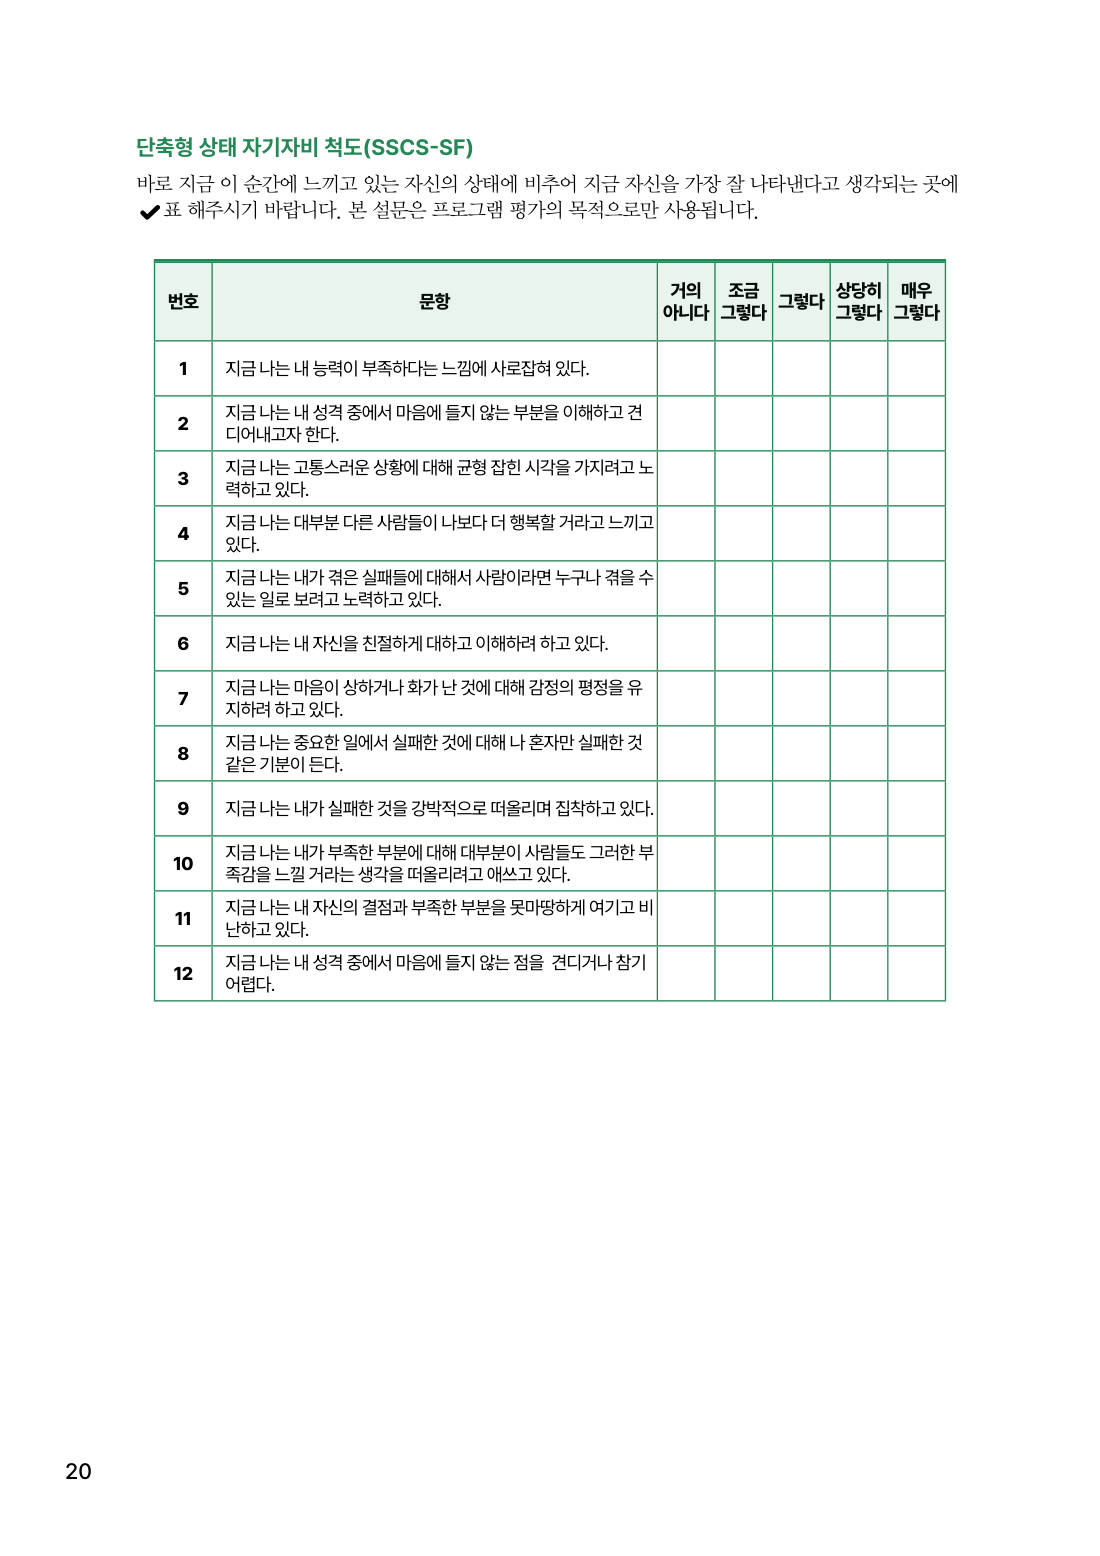 단축형 상태 자기자비 척도(SSCS-SF)
바로 지금 이 순간에 느끼고 있는 자신의 상태에 비추어 지금 자신을 가장 잘 나타낸다고 생각되는 곳에
✔표 해주시기 바랍니다. 본 설문은 프로그램 평가의 목적으로만 사용됩니다.
번호 문항 거의 아니다 조금 그렇다 그렇다 상당히 그렇다 매우 그렇다
1 지금 나는 내 능력이 부족하다는 느낌에 사로잡혀 있다.
2 지금 나는 내 성격 중에서 마음에 들지 않는 부분을 이해하고 견
디어내고자 한다.
3 지금 나는 고통스러운 상황에 대해 균형 잡힌 시각을 가지려고 노
력하고 있다.
4 지금 나는 대부분 다른 사람들이 나보다 더 행복할 거라고 느끼고
있다.
5 지금 나는 내가 겪은 실패들에 대해서 사람이라면 누구나 겪을 수
있는 일로 보려고 노력하고 있다.
6 지금 나는 내 자신을 친절하게 대하고 이해하려 하고 있다.
7 지금 나는 마음이 상하거나 화가 난 것에 대해 감정의 평정을 유
지하려 하고 있다.
8 지금 나는 중요한 일에서 실패한 것에 대해 나 혼자만 실패한 것
같은 기분이 든다.
9 지금 나는 내가 실패한 것을 강박적으로 떠올리며 집착하고 있다.
10 지금 나는 내가 부족한 부분에 대해 대부분이 사람들도 그러한 부
족감을 느낄 거라는 생각을 떠올리려고 애쓰고 있다.
11 지금 나는 내 자신의 결점과 부족한 부분을 못마땅하게 여기고 비
난하고 있다.
12 지금 나는 내 성격 중에서 마음에 들지 않는 점을 견디거나 참기
어렵다.
20